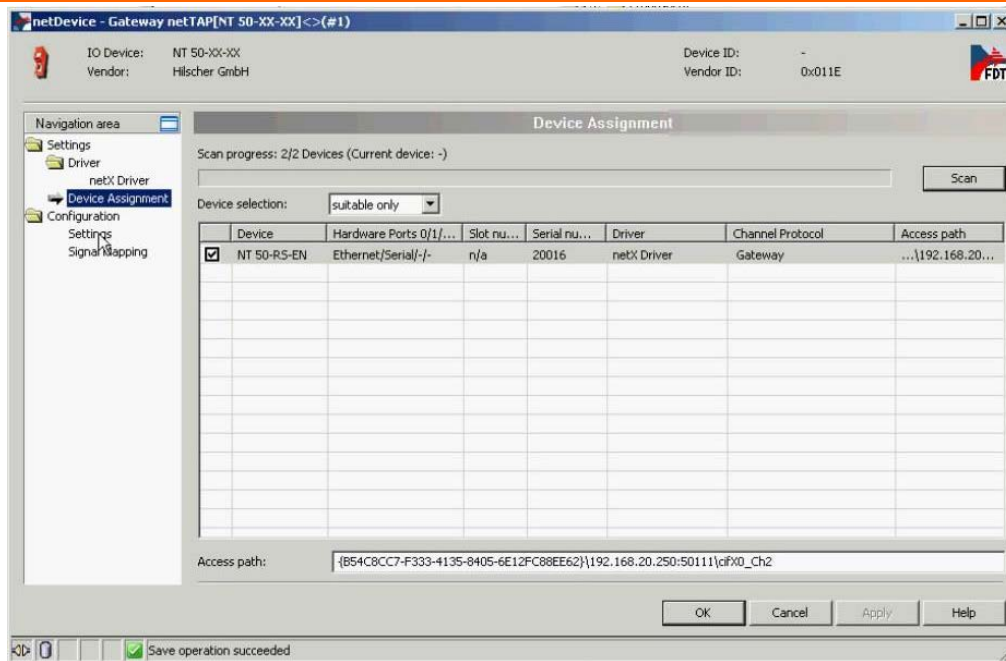 netDevice - Gateway netTAP[NT 50-XX-XX]<>(#1)
IO Device: NT 50-XX-XX Device ID: -
Vendor: Hilscher GmbH Vendor ID: 0x011E
FDT
Navigation area
Settings
Driver
netX Driver
Device Assignment
Configuration
Settings
Signal Mapping
Device Assignment
Scan progress: 2/2 Devices (Current device: -)
Scan
Device selection: suitable only
Device Hardware Ports 0/1/... Slot nu... Serial nu... Driver Channel Protocol Access path
NT 50-RS-EN Ethernet/Serial/-/- n/a 20016 netX Driver Gateway ...\192.168.20...
Access path: {B54C8CC7-F333-4135-8405-6E12FC88EE62}\192.168.20.250:50111\cifX0_Ch2
OK Cancel Apply Help
Save operation succeeded